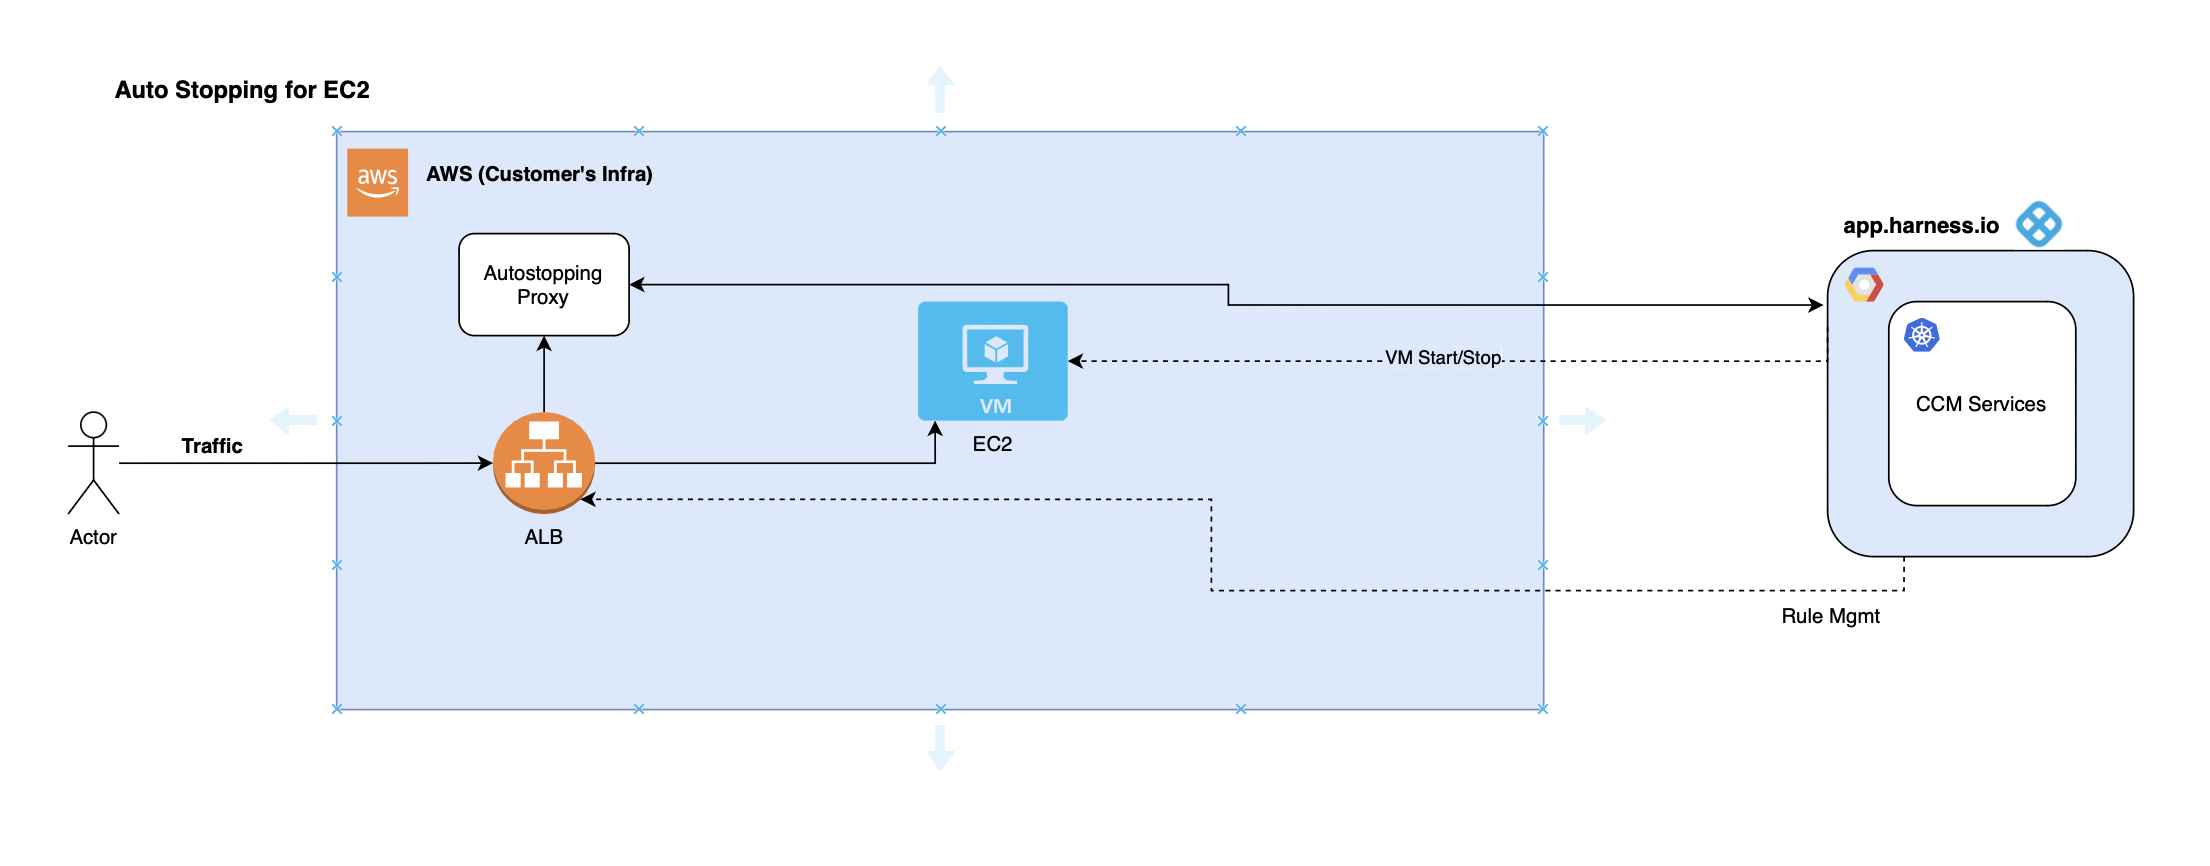 Auto Stopping for EC2
aws
AWS (Customer's Infra)
app.harness.io
Autostopping
Proxy
VM Start/Stop
VM
EC2
CCM Services
Traffic
Actor
ALB
Rule Mgmt